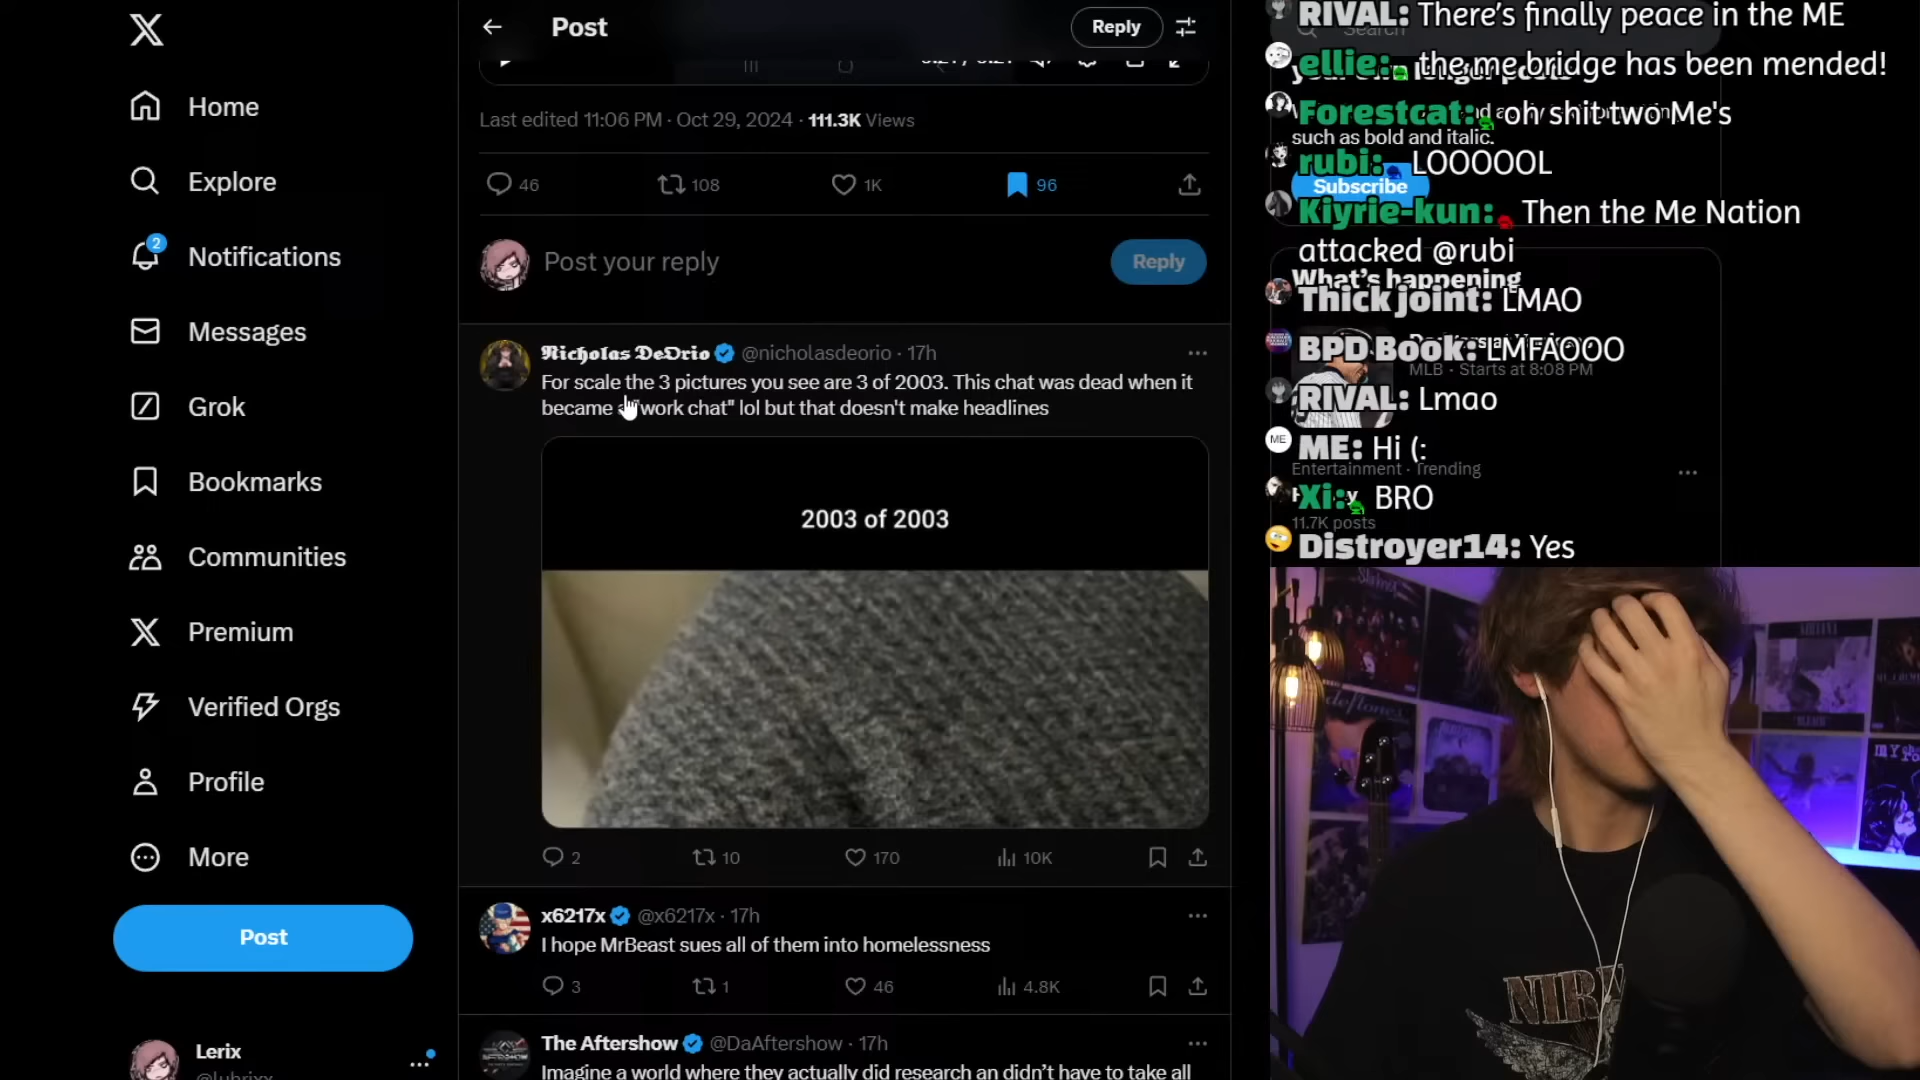 Post
Reply
Last edited 11:06 PM · Oct 29, 2024 · 111.3K Views
46
108
1K
96
Post your reply
Reply
Nicholas DeOrio @nicholasdeorio · 17h
For scale the 3 pictures you see are 3 of 2003. This chat was dead when it
became a "work chat" lol but that doesn't make headlines
2003 of 2003
2
10
170
10K
x6217x @x6217x · 17h
I hope MrBeast sues all of them into homelessness
3
1
46
4.8K
The Aftershow @DaAftershow · 17h
Imagine a world where they actually did research an didn't have to take all
Home
Explore
2
Notifications
Messages
Grok
Bookmarks
Communities
Premium
Verified Orgs
Profile
More
Post
Lerix
RIVAL: There's finally peace in the ME
Search
ellie: the me bridge has been mended!
longer posts
Forestcat: oh shit two Me's
such as bold and italic.
rubi: LOOOOOL
Subscribe
Kiyrie-kun: Then the Me Nation
attacked @rubi
What's happening
Thick joint: LMAO
BPD Book: LMFAOOO
MLB · Starts at 8:08 PM
RIVAL: Lmao
ME
ME: Hi (:
Entertainment · Trending
Xi: BRO
11.7K posts
Distroyer14: Yes
deftones
NIRV